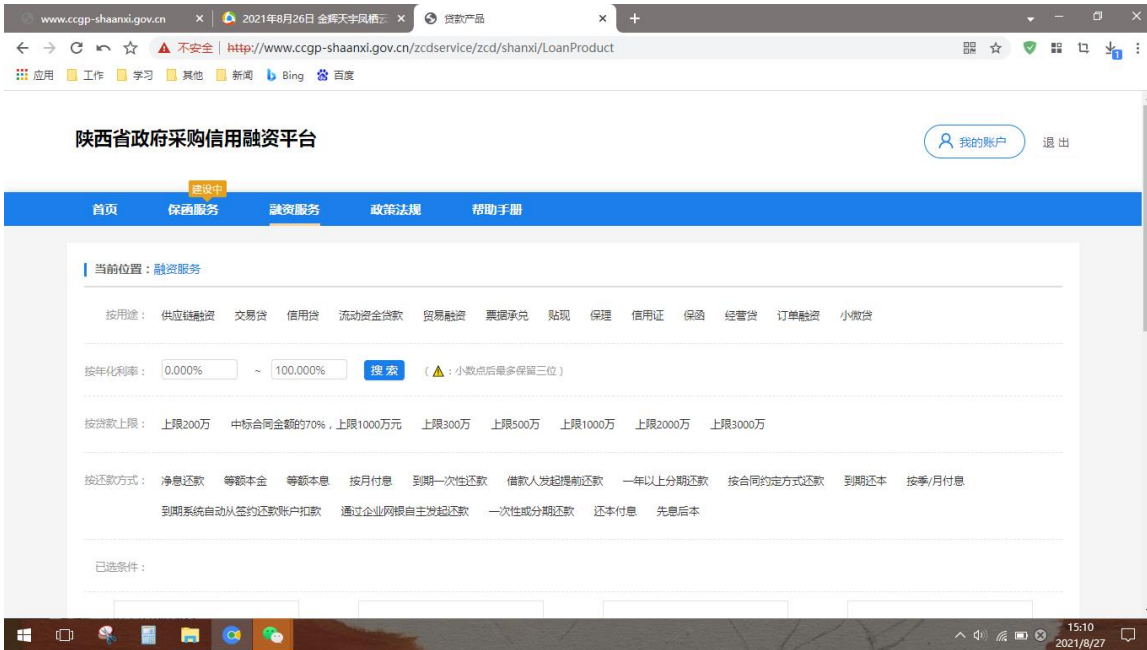 www.ccgp-shaanxi.gov.cn × 2021年8月26日 金辉天宇凤栖云 × 贷款产品 × +
不安全 | http://www.ccgp-shaanxi.gov.cn/zcdservice/zcd/shanxi/LoanProduct
应用 工作 学习 其他 新闻 Bing 百度
陕西省政府采购信用融资平台
我的账户 退出
建设中
首页 保函服务 融资服务 政策法规 帮助手册
当前位置：融资服务
按用途： 供应链融资 交易贷 信用贷 流动资金贷款 贸易融资 票据承兑 贴现 保理 信用证 保函 经营贷 订单融资 小微贷
按年化利率： 0.000% ~ 100.000% 搜索 （ ：小数点后最多保留三位）
按贷款上限： 上限200万 中标合同金额的70%，上限1000万元 上限300万 上限500万 上限1000万 上限2000万 上限3000万
按还款方式： 净息还款 等额本金 等额本息 按月付息 到期一次性还款 借款人发起提前还款 一年以上分期还款 按合同约定方式还款 到期还本 按季/月付息
到期系统自动从签约还款账户扣款 通过企业网银自主发起还款 一次性或分期还款 还本付息 先息后本
已选条件：
15:10
2021/8/27